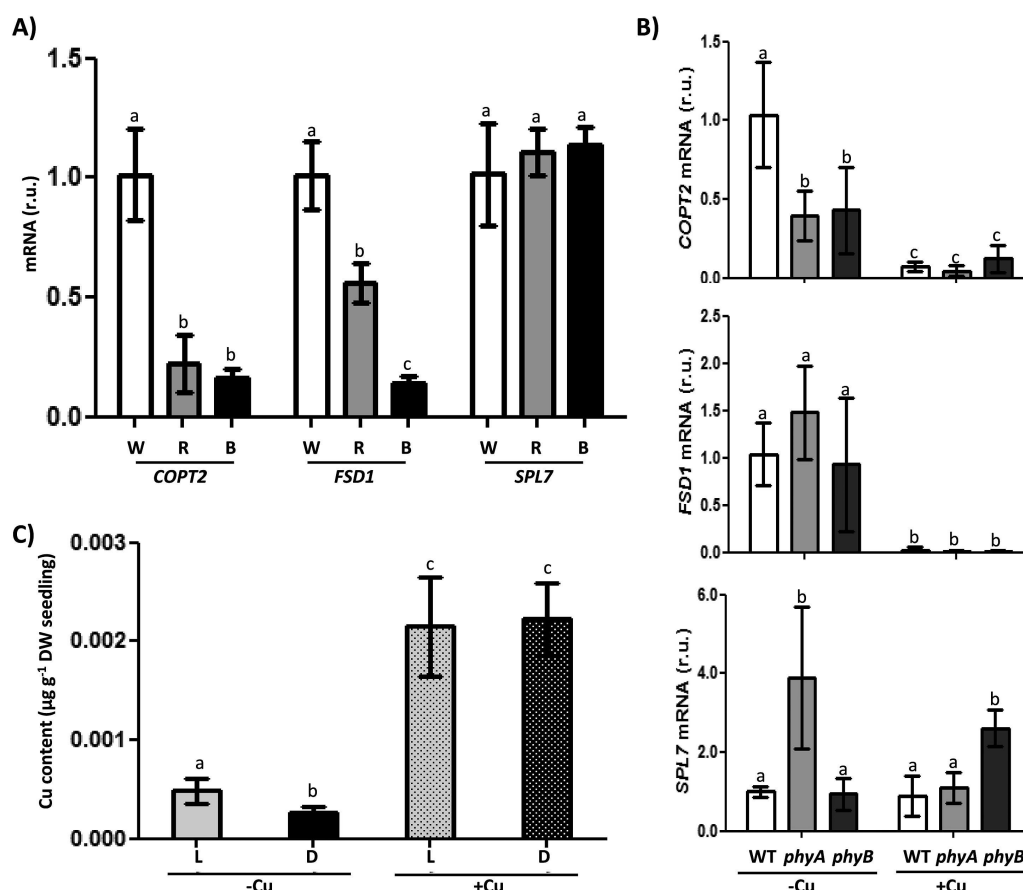 A)
mRNA (r.u.)
1.5
1.0
0.5
0.0
a
b
b
a
b
c
a
a
a
W R B W R B W R B
COPT2 FSD1 SPL7
B)
COPT2 mRNA (r.u.)
1.5
1.0
0.5
0.0
a
b
b
c
c
c
FSD1 mRNA (r.u.)
2.5
2.0
1.5
1.0
0.5
0.0
a
a
a
b
b
b
SPL7 mRNA (r.u.)
6.0
4.0
2.0
0.0
a
b
a
a
a
b
WT phyA phyB WT phyA phyB
-Cu +Cu
C)
Cu content (µg g⁻¹ DW seedling)
0.003
0.002
0.001
0.000
a
b
c
c
L D L D
-Cu +Cu